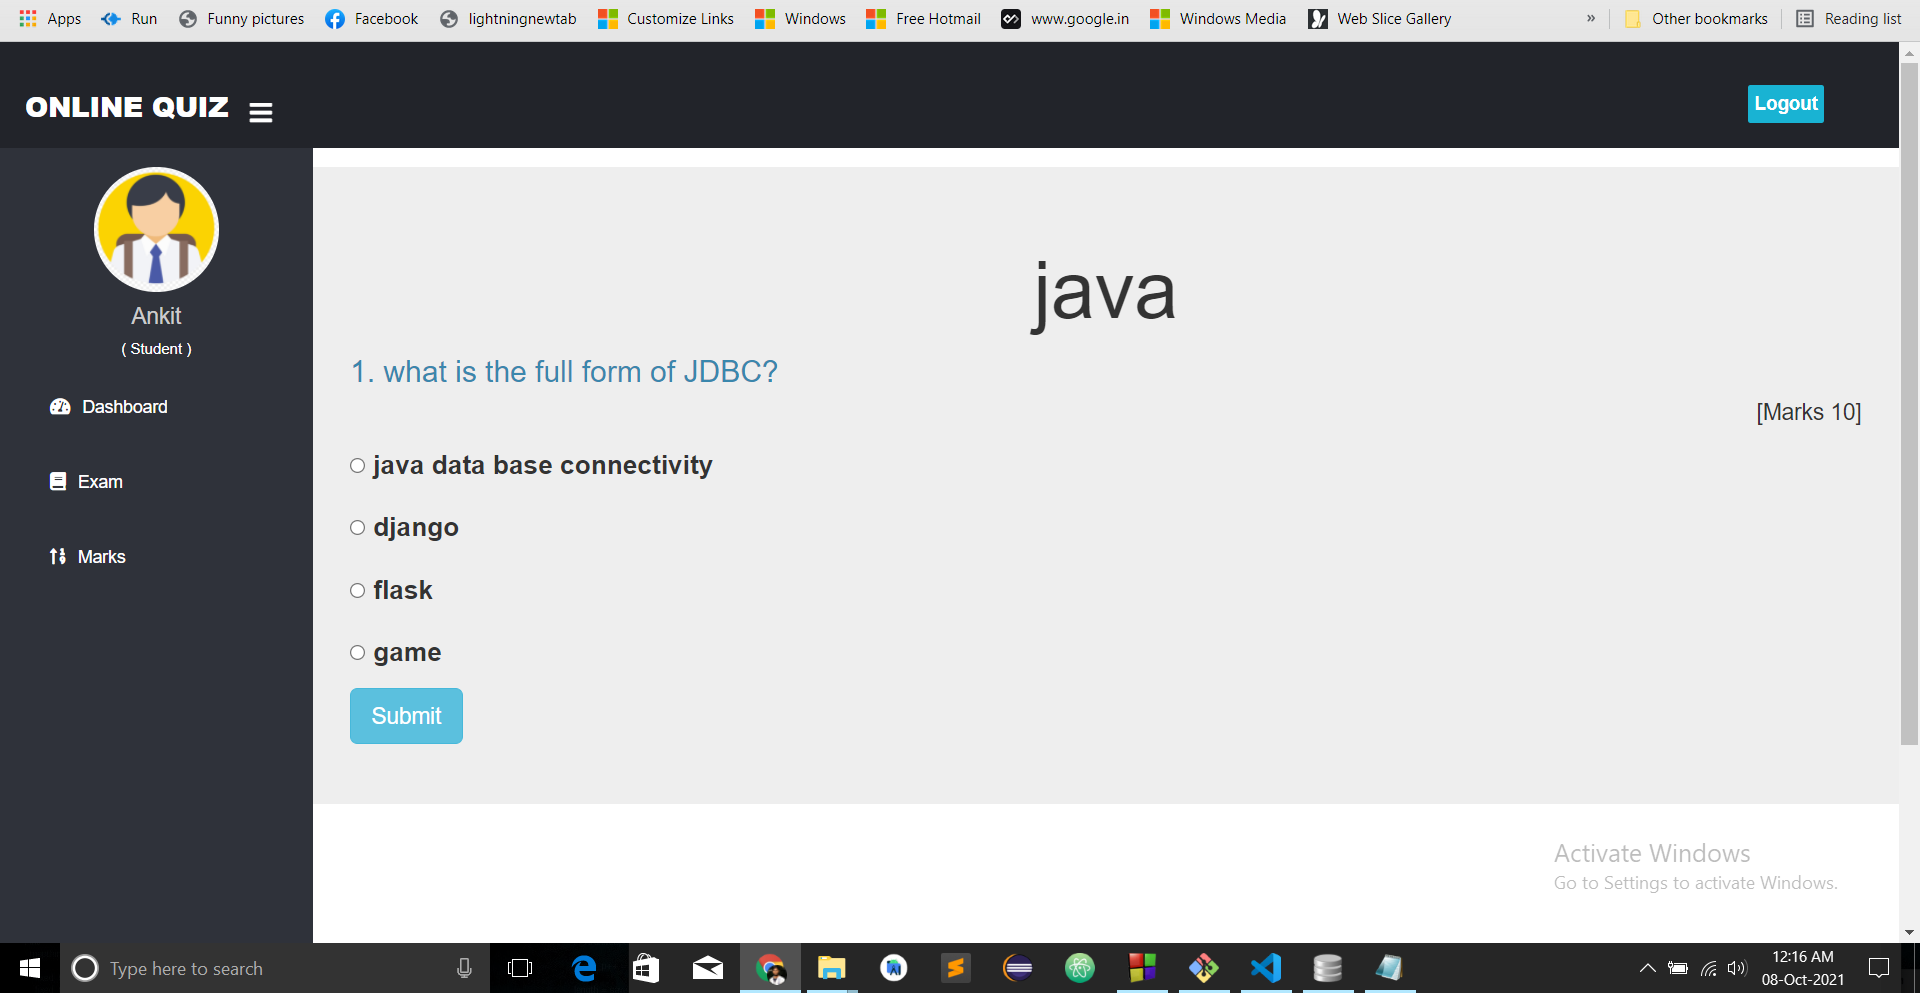 Apps Run Funny pictures Facebook lightningnewtab Customize Links Windows Free Hotmail www.google.in Windows Media Web Slice Gallery » Other bookmarks Reading list
ONLINE QUIZ Logout
Ankit
( Student )
Dashboard
Exam
Marks
java
1. what is the full form of JDBC?
[Marks 10]
java data base connectivity
django
flask
game
Submit
Activate Windows
Go to Settings to activate Windows.
Type here to search
12:16 AM
08-Oct-2021